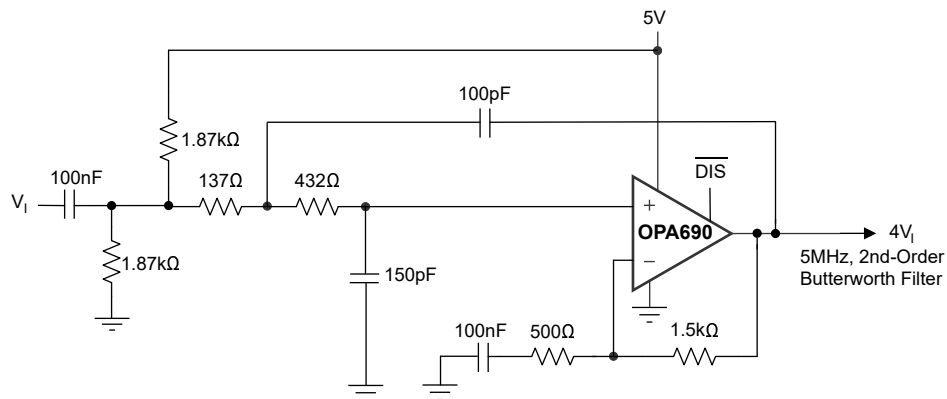 5V
100pF
1.87kΩ
100nF
137Ω
432Ω
DIS
V_I
+
OPA690
4V_I
−
5MHz, 2nd-Order
Butterworth Filter
1.87kΩ
150pF
100nF
500Ω
1.5kΩ